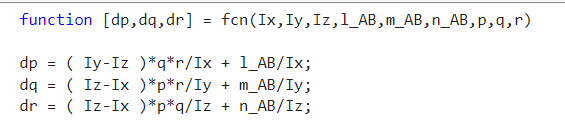 function [dp,dq,dr] = fcn(Ix,Iy,Iz,l_AB,m_AB,n_AB,p,q,r)
dp = ( Iy-Iz )*q*r/Ix + l_AB/Ix;
dq = ( Iz-Ix )*p*r/Iy + m_AB/Iy;
dr = ( Iz-Ix )*p*q/Iz + n_AB/Iz;